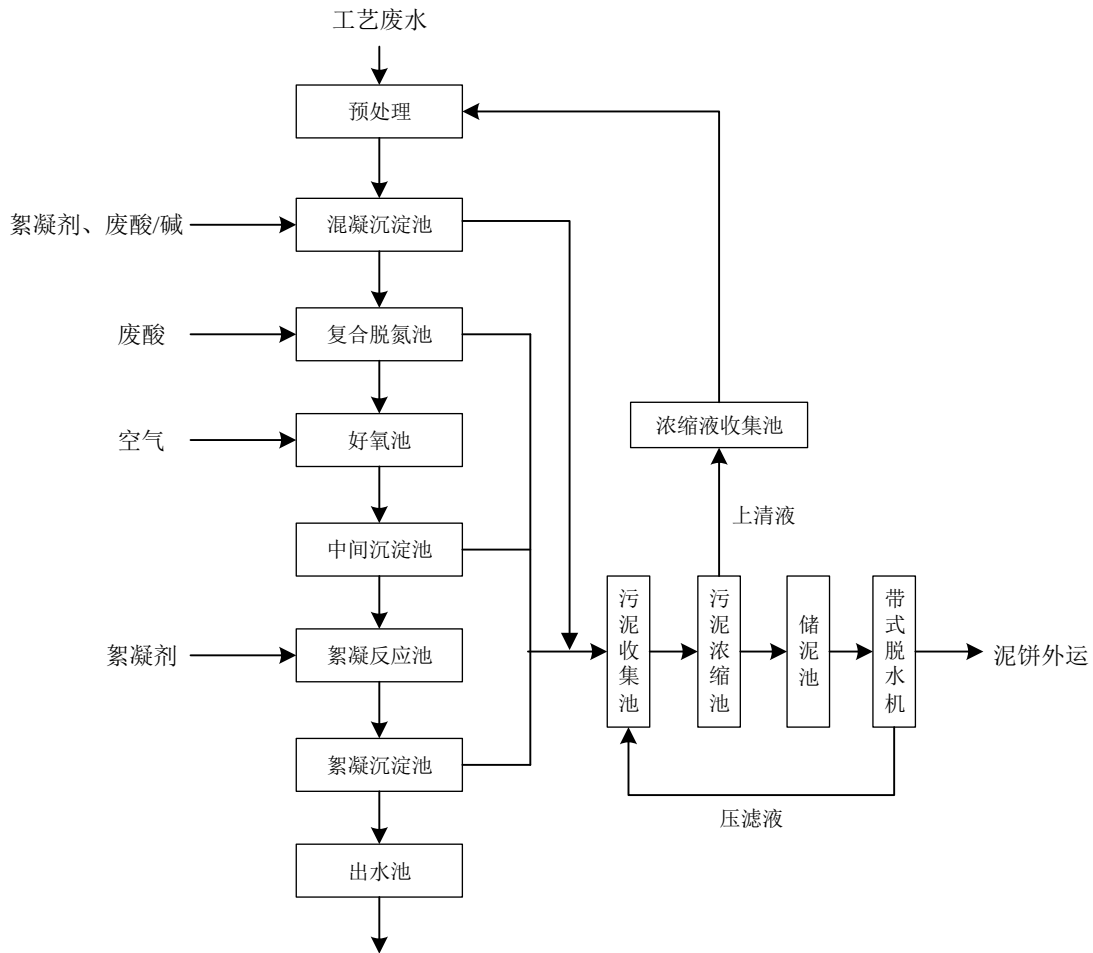 工艺废水
预处理
絮凝剂、废酸/碱
混凝沉淀池
废酸
复合脱氮池
空气
好氧池
浓缩液收集池
上清液
中间沉淀池
絮凝剂
絮凝反应池
污泥收集池
污泥浓缩池
储泥池
带式脱水机
泥饼外运
絮凝沉淀池
压滤液
出水池